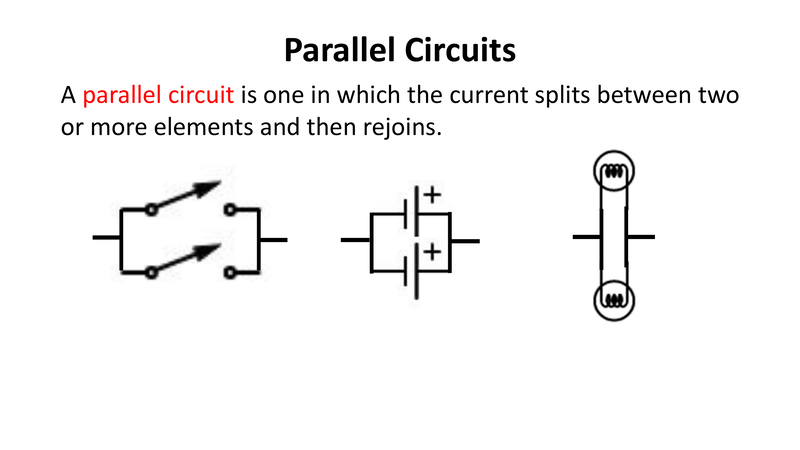 Parallel Circuits
A parallel circuit is one in which the current splits between two
or more elements and then rejoins.
+
+